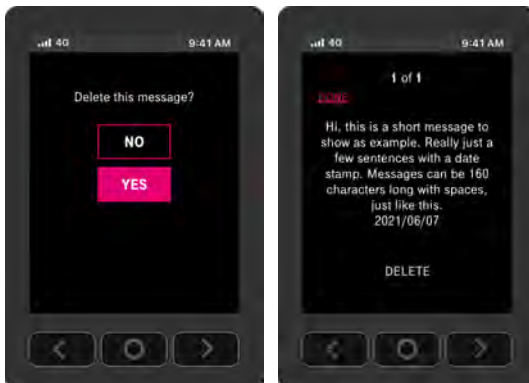 4G 9:41 AM
Delete this message?
NO
YES
4G 9:41 AM
1 of 1
DONE
Hi, this is a short message to
show as example. Really just a
few sentences with a date
stamp. Messages can be 160
characters long with spaces,
just like this.
2021/06/07
DELETE